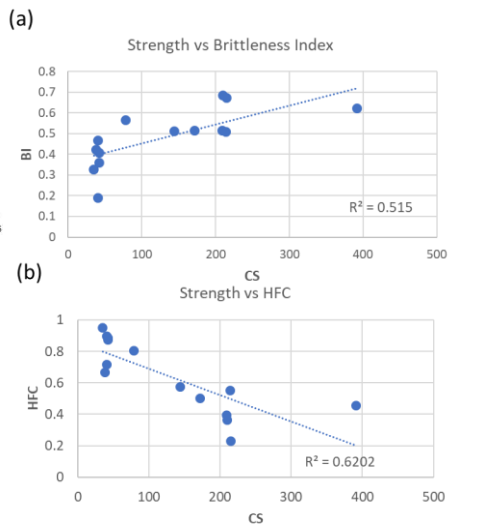 (a)
Strength vs Brittleness Index
0.8
0.7
0.6
0.5
0.4
0.3
0.2
0.1
0
BI
R² = 0.515
0 100 200 300 400 500
CS
s
(b)
Strength vs HFC
1
0.8
0.6
0.4
0.2
0
HFC
R² = 0.6202
0 100 200 300 400 500
CS